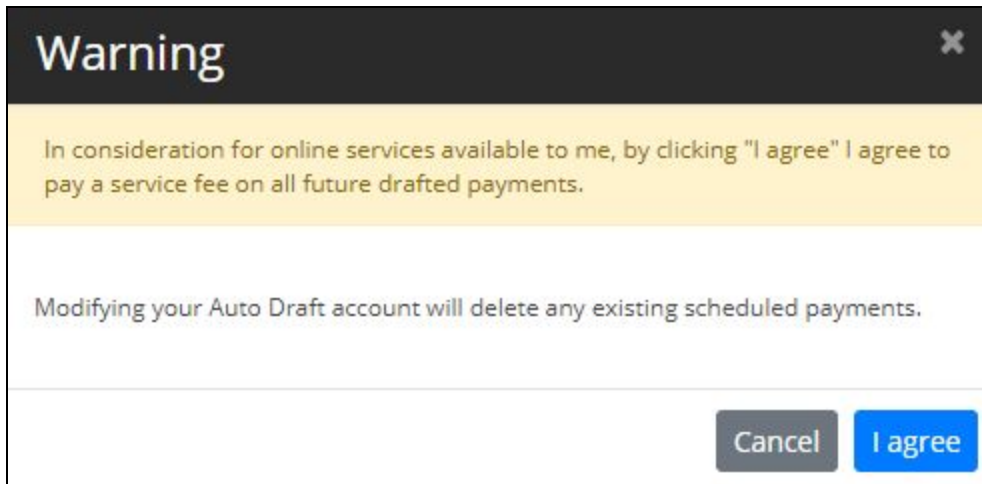 Warning
In consideration for online services available to me, by clicking "I agree" I agree to
pay a service fee on all future drafted payments.
Modifying your Auto Draft account will delete any existing scheduled payments.
Cancel I agree